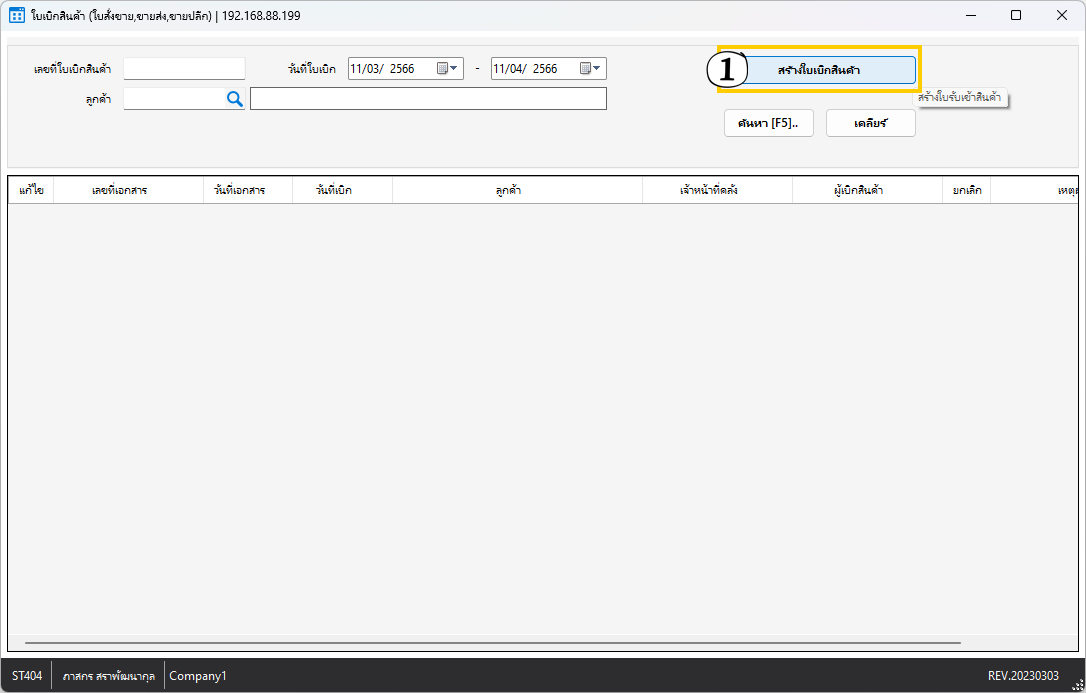 ใบเบิกสินค้า (ใบสั่งขาย,ขายส่ง,ขายปลีก) | 192.168.88.199
เลขที่ใบเบิกสินค้า วันที่ใบเบิก 11/03/ 2566 - 11/04/ 2566 1 สร้างใบเบิกสินค้า
ลูกค้า สร้างใบรับเข้าสินค้า
ค้นหา [F5].. เคลียร์
แก้ไข เลขที่เอกสาร วันที่เอกสาร วันที่เบิก ลูกค้า เจ้าหน้าที่คลัง ผู้เบิกสินค้า ยกเลิก
ST404 ภาสกร สราพัฒนากุล Company1 REV.20230303